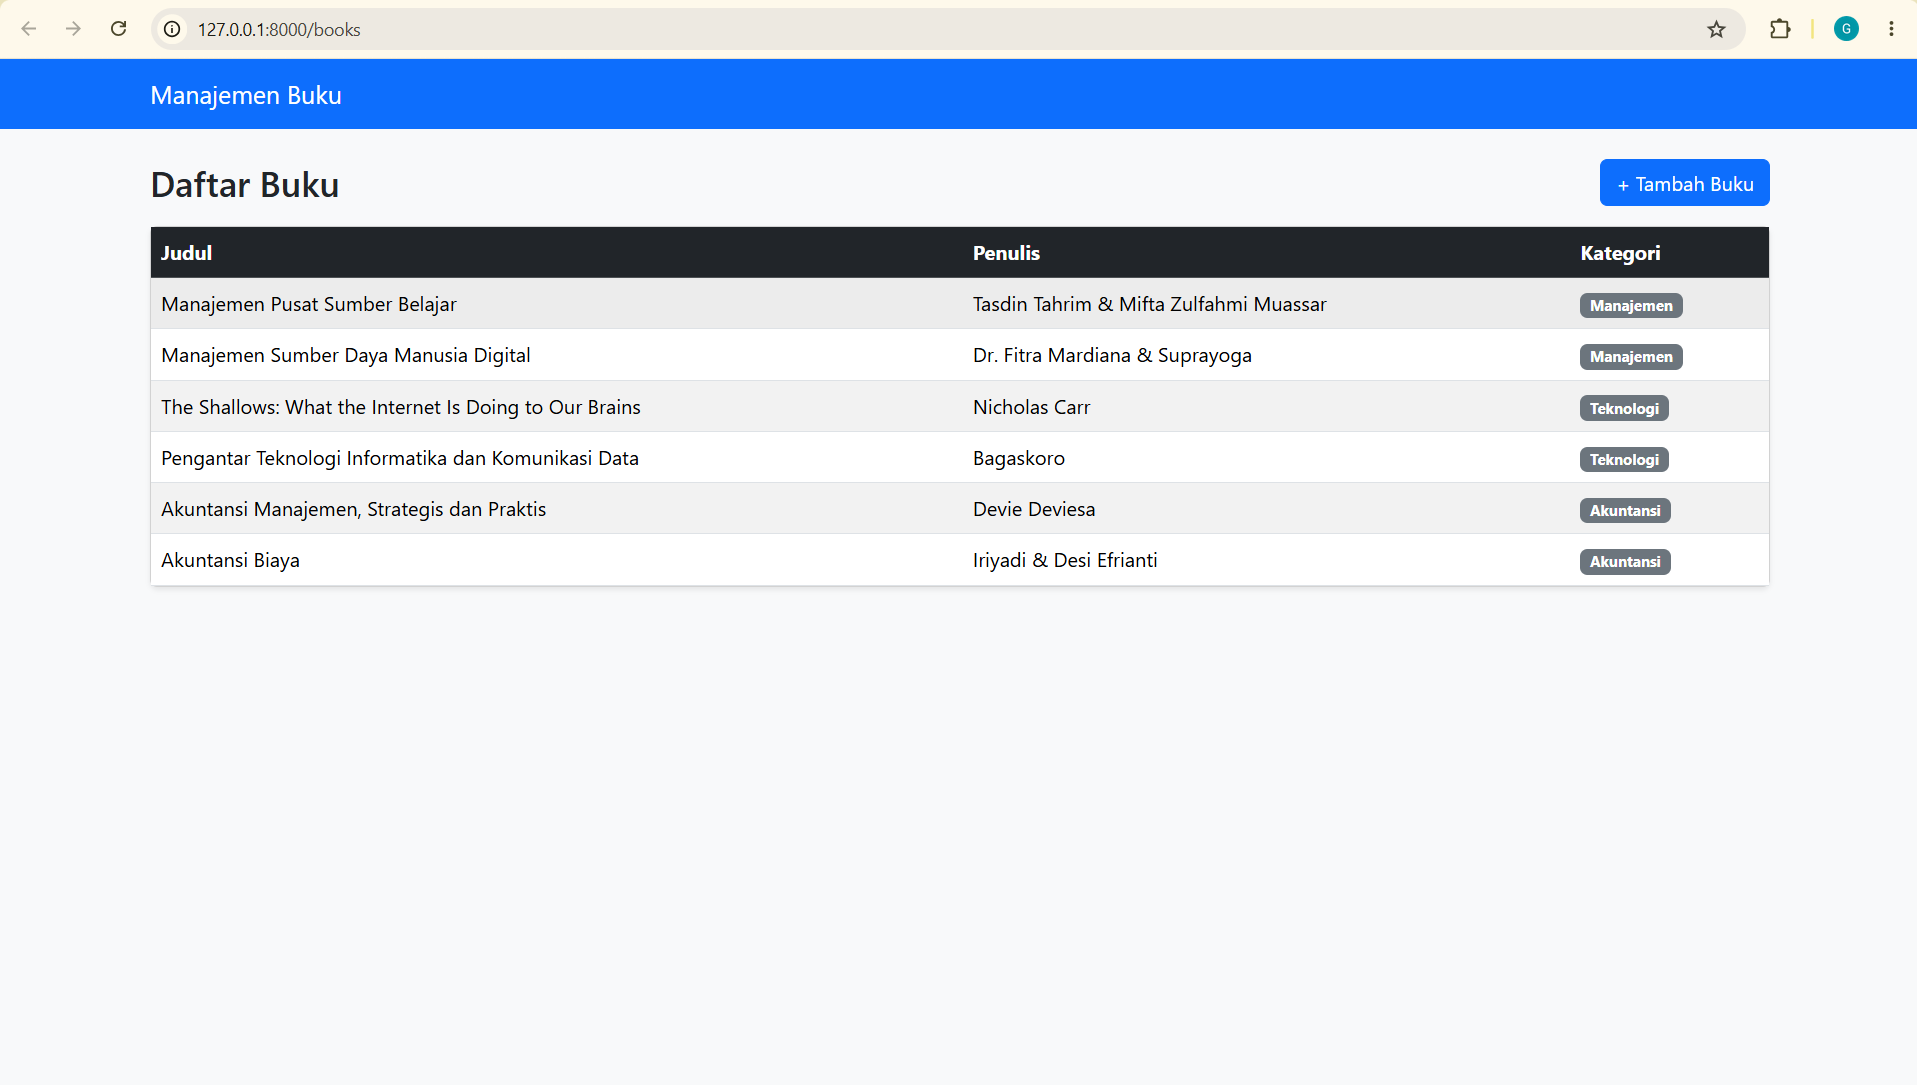 127.0.0.1:8000/books
G
Manajemen Buku
Daftar Buku
+ Tambah Buku
Judul Penulis Kategori
Manajemen Pusat Sumber Belajar Tasdin Tahrim & Mifta Zulfahmi Muassar Manajemen
Manajemen Sumber Daya Manusia Digital Dr. Fitra Mardiana & Suprayoga Manajemen
The Shallows: What the Internet Is Doing to Our Brains Nicholas Carr Teknologi
Pengantar Teknologi Informatika dan Komunikasi Data Bagaskoro Teknologi
Akuntansi Manajemen, Strategis dan Praktis Devie Deviesa Akuntansi
Akuntansi Biaya Iriyadi & Desi Efrianti Akuntansi